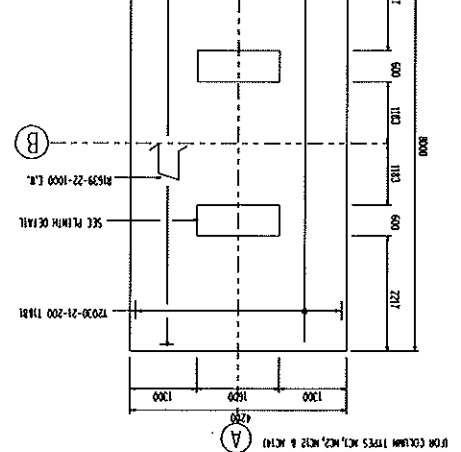 600
1183
B
8000
R1639-22-1000 E.W.
1183
SEE PLINTH DETAIL
600
T2030-21-200 T1&B1
2217
1300 1600 1300
4200
A
(FOR COLUMN TYPES MC1, MC2, MC12 & MC14)